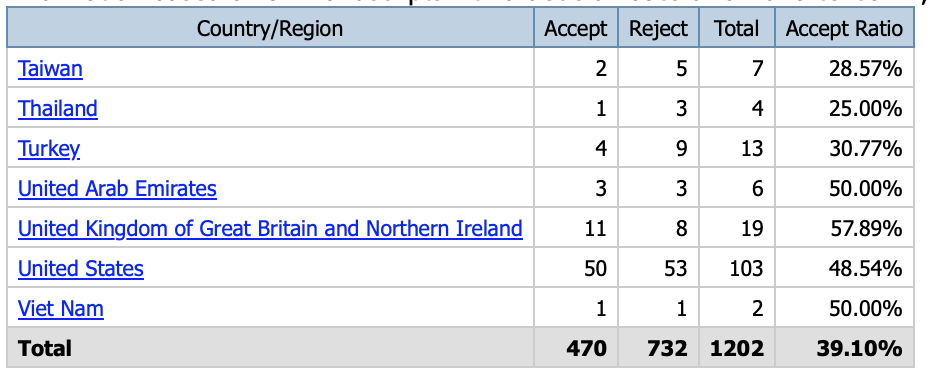 Country/Region Accept Reject Total Accept Ratio
Taiwan 2 5 7 28.57%
Thailand 1 3 4 25.00%
Turkey 4 9 13 30.77%
United Arab Emirates 3 3 6 50.00%
United Kingdom of Great Britain and Northern Ireland 11 8 19 57.89%
United States 50 53 103 48.54%
Viet Nam 1 1 2 50.00%
Total 470 732 1202 39.10%